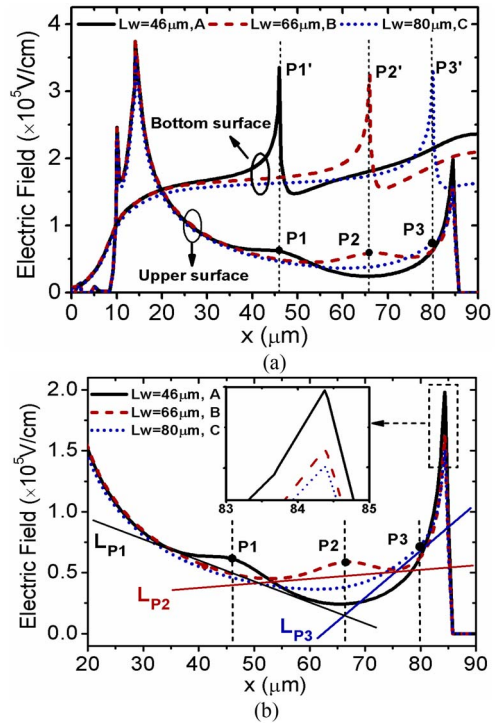 Lw=46μm,A Lw=66μm,B Lw=80μm,C
4
3
2
1
0
Electric Field (×10⁵V/cm)
P1' P2' P3'
Bottom surface
P1 P2 P3
Upper surface
0 10 20 30 40 50 60 70 80 90
x (μm)
(a)
Lw=46μm, A
Lw=66μm, B
Lw=80μm, C
2.0
1.5
1.0
0.5
0.0
Electric Field (×10⁵V/cm)
83 84 85
P1 P2 P3
LP1
LP2
LP3
20 30 40 50 60 70 80 90
x (μm)
(b)